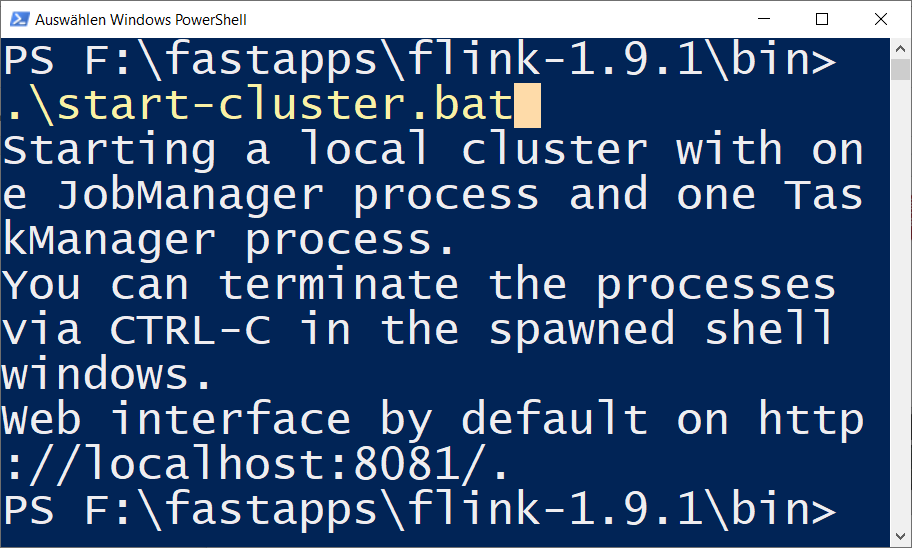 Auswählen Windows PowerShell
PS F:\fastapps\flink-1.9.1\bin>
.\start-cluster.bat
Starting a local cluster with on
e JobManager process and one Tas
kManager process.
You can terminate the processes
via CTRL-C in the spawned shell
windows.
Web interface by default on http
://localhost:8081/.
PS F:\fastapps\flink-1.9.1\bin>